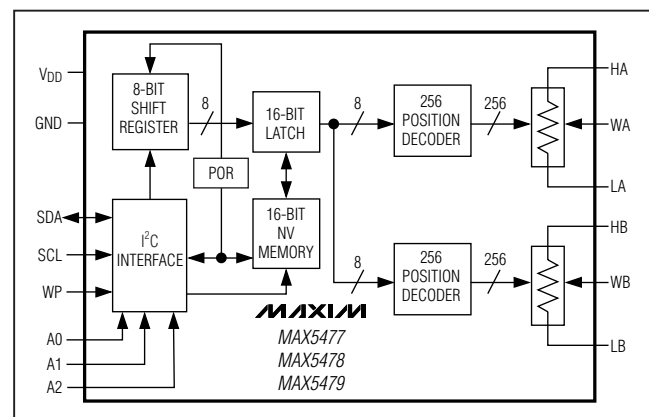 VDD
GND
SDA
SCL
WP
A0
A1
A2
8-BIT
SHIFT
REGISTER
8
16-BIT
LATCH
POR
I2C
INTERFACE
16-BIT
NV
MEMORY
8
256
POSITION
DECODER
256
HA
WA
LA
8
256
POSITION
DECODER
256
HB
WB
LB
MAXIM
MAX5477
MAX5478
MAX5479